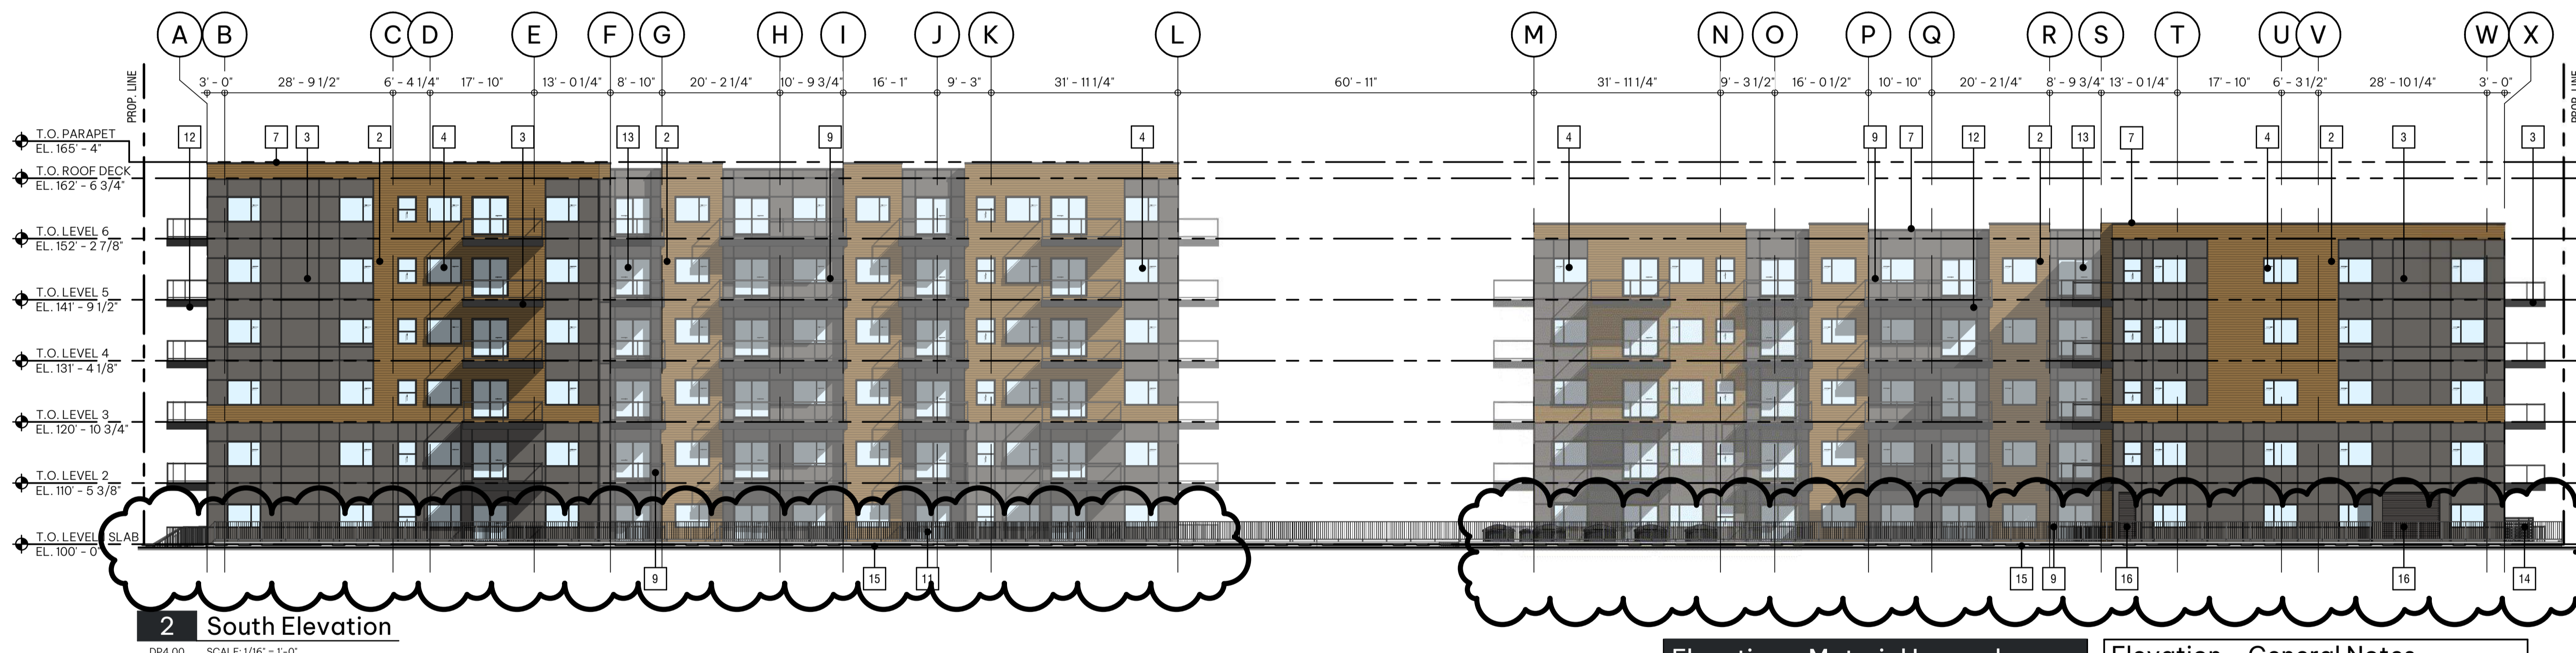 A B C D E F G H I J K L M N O P Q R S T U V W X
3' - 0" 28' - 9 1/2" 6' - 4 1/4" 17' - 10" 13' - 0 1/4" 8' - 10" 20' - 2 1/4" 10' - 9 3/4" 16' - 1" 9' - 3" 31' - 11 1/4" 60' - 11" 31' - 11 1/4" 9' - 3 1/2" 16' - 0 1/2" 10' - 10" 20' - 2 1/4" 8' - 9 3/4" 13' - 0 1/4" 17' - 10" 6' - 3 1/2" 28' - 10 1/4" 3' - 0"
PROP. LINE
PROP. LINE
12 7 3 2 4 3 13 2 9 4 4 9 7 12 2 13 7 4 2 3 3
T.O. PARAPET
EL. 165' - 4"
T.O. ROOF DECK
EL. 162' - 6 3/4"
T.O. LEVEL 6
EL. 152' - 2 7/8"
T.O. LEVEL 5
EL. 141' - 9 1/2"
T.O. LEVEL 4
EL. 131' - 4 1/8"
T.O. LEVEL 3
EL. 120' - 10 3/4"
T.O. LEVEL 2
EL. 110' - 5 3/8"
T.O. LEVEL SLAB
EL. 100' - 0"
9 15 11 15 9 16 16 14
2 South Elevation
DP4.00 SCALE: 1/16" = 1'-0"
Elevation - General Notes